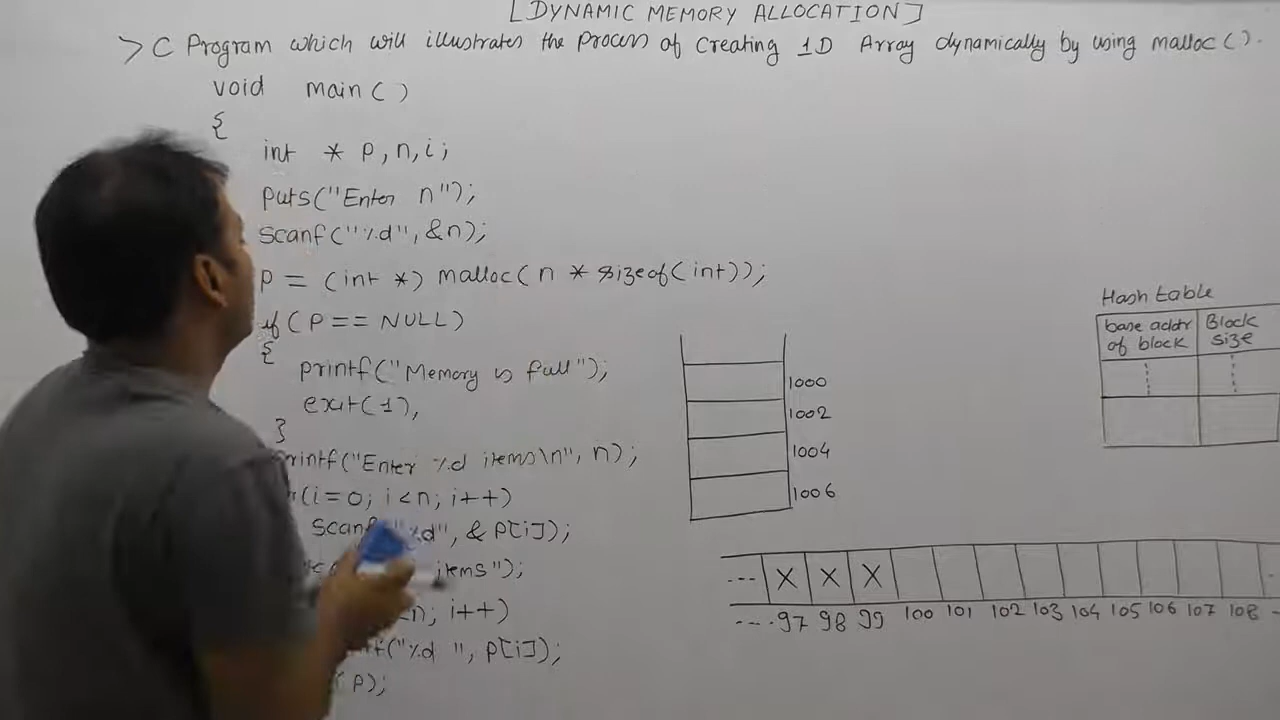 [DYNAMIC MEMORY ALLOCATION]
> C Program which will illustrates the process of creating 1D Array dynamically by using malloc().
void main()
{
int * p,n,i;
puts("Enter n");
scanf("%d",&n);
p = (int *) malloc(n * sizeof(int));
if(p == NULL)
{
printf("Memory is full");
exit(1);
}
printf("Enter %d items\n", n);
(i=0; i<n; i++)
scanf("%d", & p[i]);
items");
<n; i++)
f("%d ", p[i]);
p);
1000
1002
1004
1006
Hash table
base addr of block
Block size
--- X X X
---- 97 98 99 100 101 102 103 104 105 106 107 108